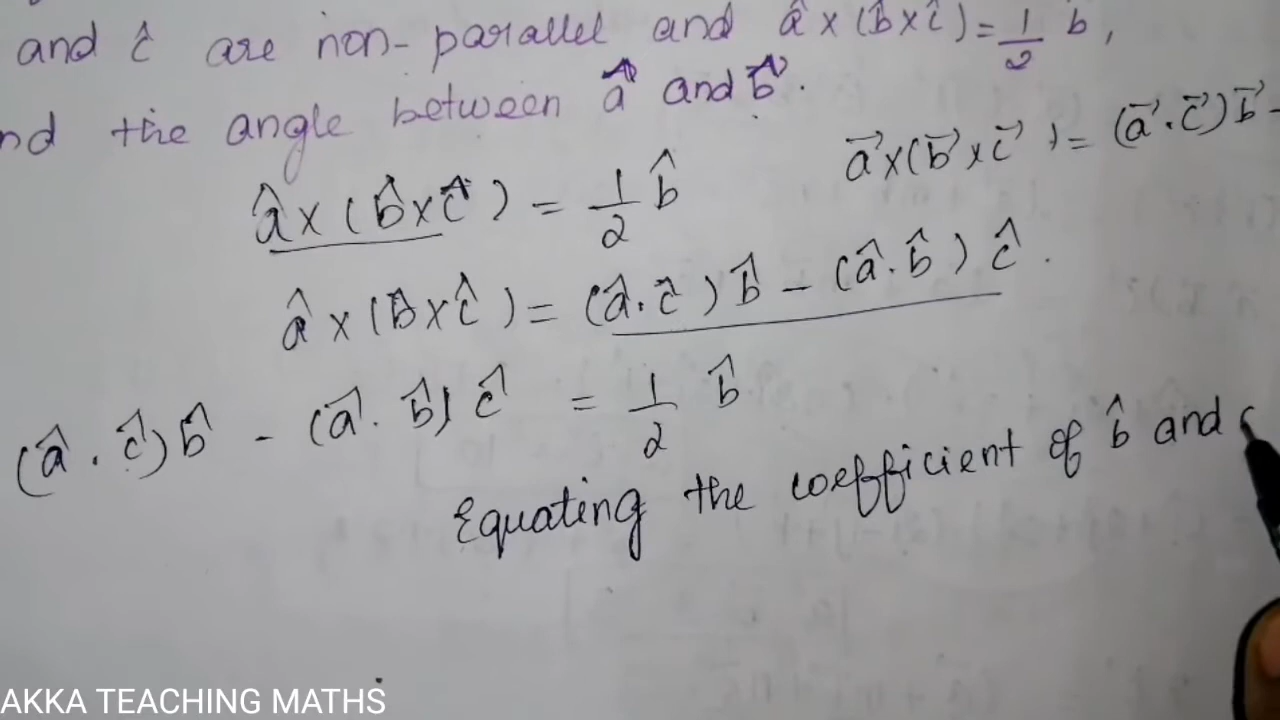 and ĉ are non-parallel and â × (b̂ × ĉ) = 1/2 b̂,
nd the angle between a⃗ and b⃗.
a⃗ × (b⃗ × c⃗) = (a⃗ . c⃗) b⃗ -
â × (b̂ × ĉ) = 1/2 b̂
â × (b̂ × ĉ) = (â . ĉ) b̂ - (â . b̂) ĉ.
(â . ĉ) b̂ - (â . b̂) ĉ = 1/2 b̂
Equating the coefficient of b̂ and c
AKKA TEACHING MATHS